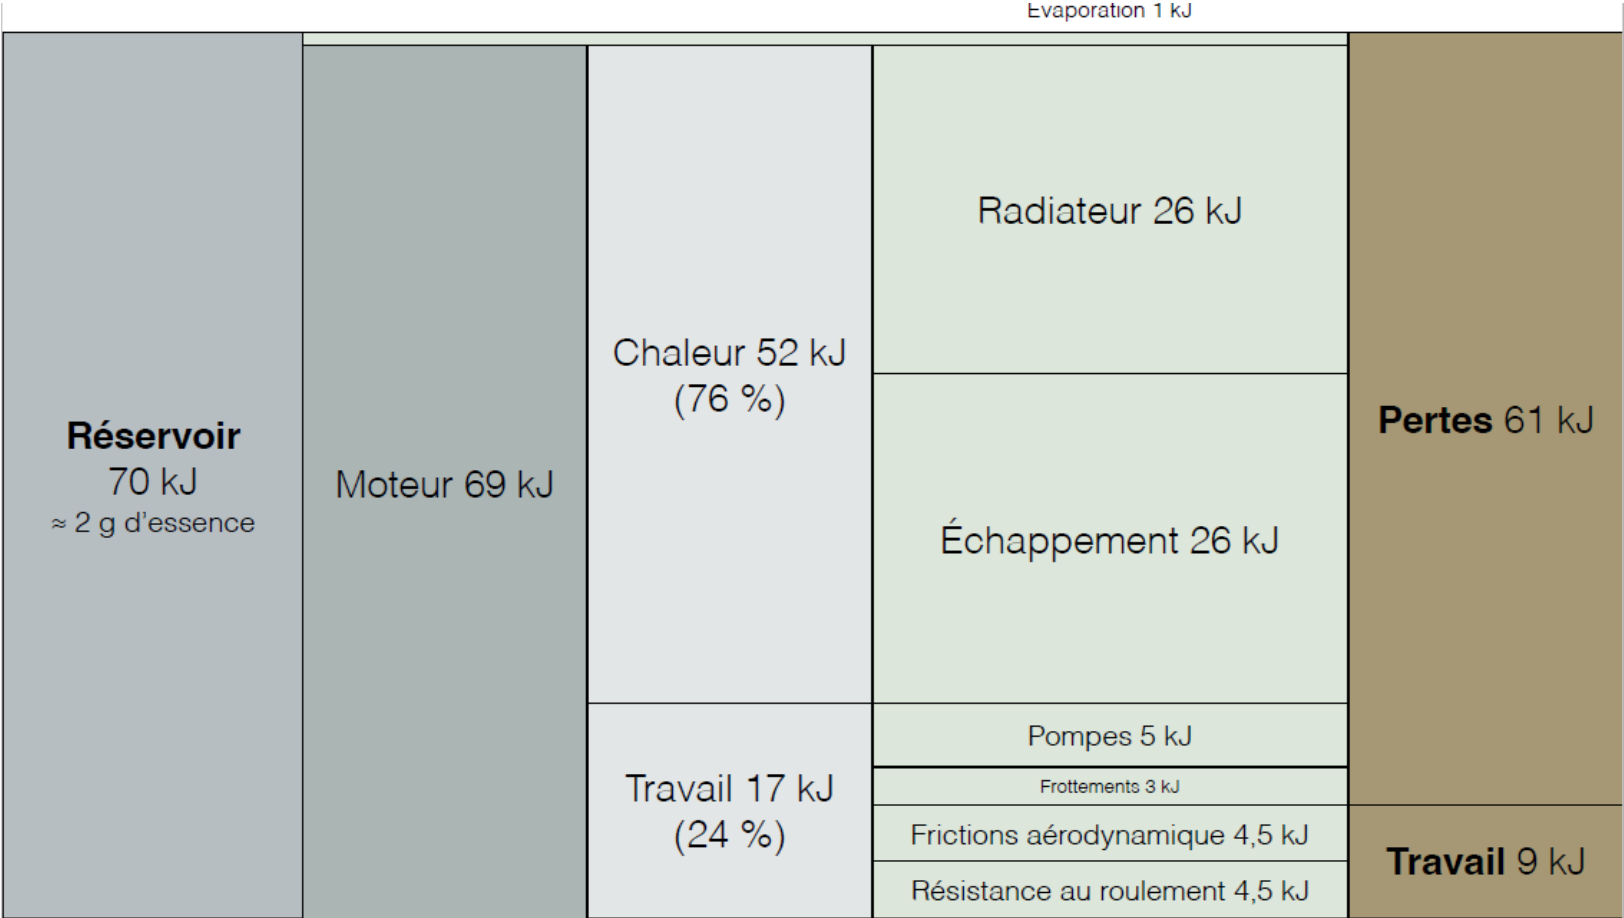 Evaporation 1 kJ
Réservoir
70 kJ
≈ 2 g d'essence
Moteur 69 kJ
Chaleur 52 kJ
(76 %)
Travail 17 kJ
(24 %)
Radiateur 26 kJ
Échappement 26 kJ
Pompes 5 kJ
Frottements 3 kJ
Frictions aérodynamique 4,5 kJ
Résistance au roulement 4,5 kJ
Pertes 61 kJ
Travail 9 kJ